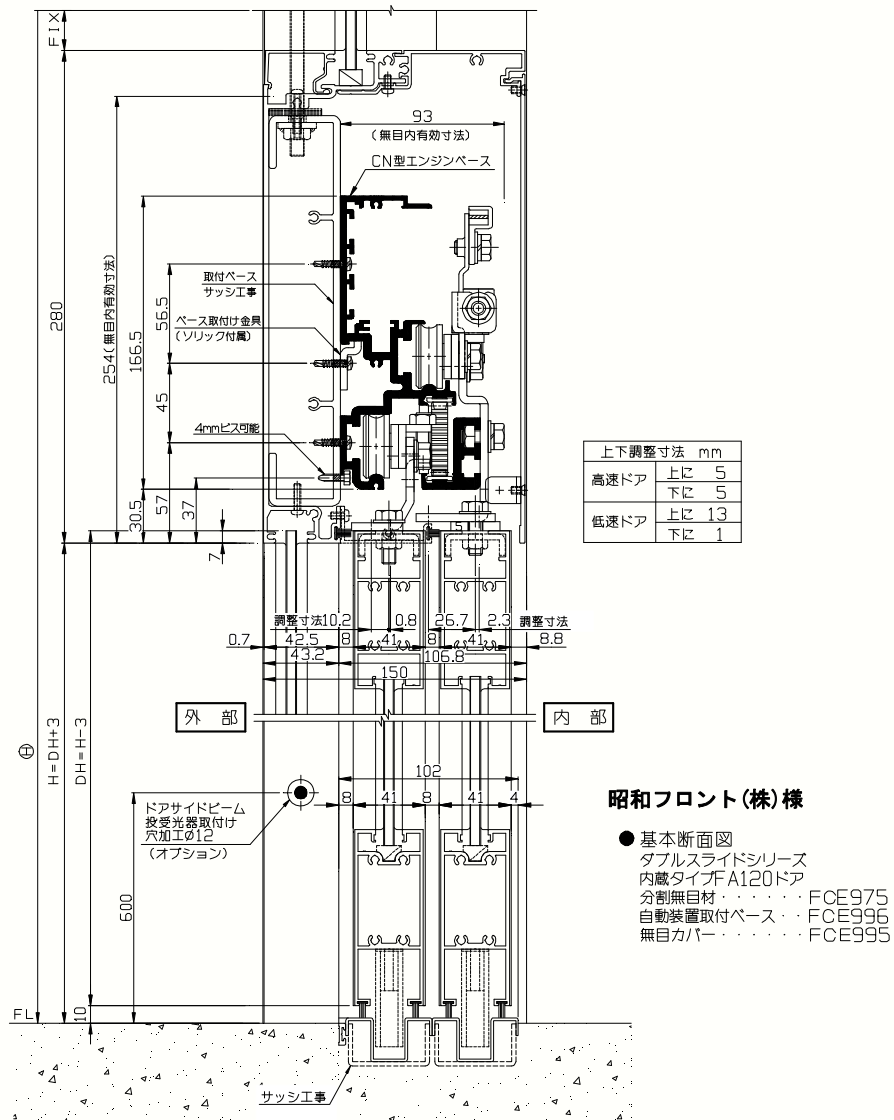 FIX
93
(無目内有効寸法)
CN型エンジンベース
280
254(無目内有効寸法)
166.5
56.5
45
30.5
57
37
7
取付ベース
サッシ工事
ベース取付け金具
(ソリック付属)
4mmビス可能
15
上下調整寸法 mm
高速ドア 上に 5
下に 5
低速ドア 上に 13
下に 1
調整寸法10.2 0.8 26.7 2.3 調整寸法
0.7 42.5 8 41 8 41 8.8
43.2 106.8
150
外 部
内 部
H
H=DH+3
DH=H-3
102
8 41 8 41 4
ドアサイドビーム
投受光器取付け
穴加工Ø12
(オプション)
600
10
FL
サッシ工事
昭和フロント(株)様
● 基本断面図
ダブルスライドシリーズ
内蔵タイプFA120ドア
分割無目材・・・・・・FCE975
自動装置取付ベース・・FCE996
無目カバー・・・・・・FCE995